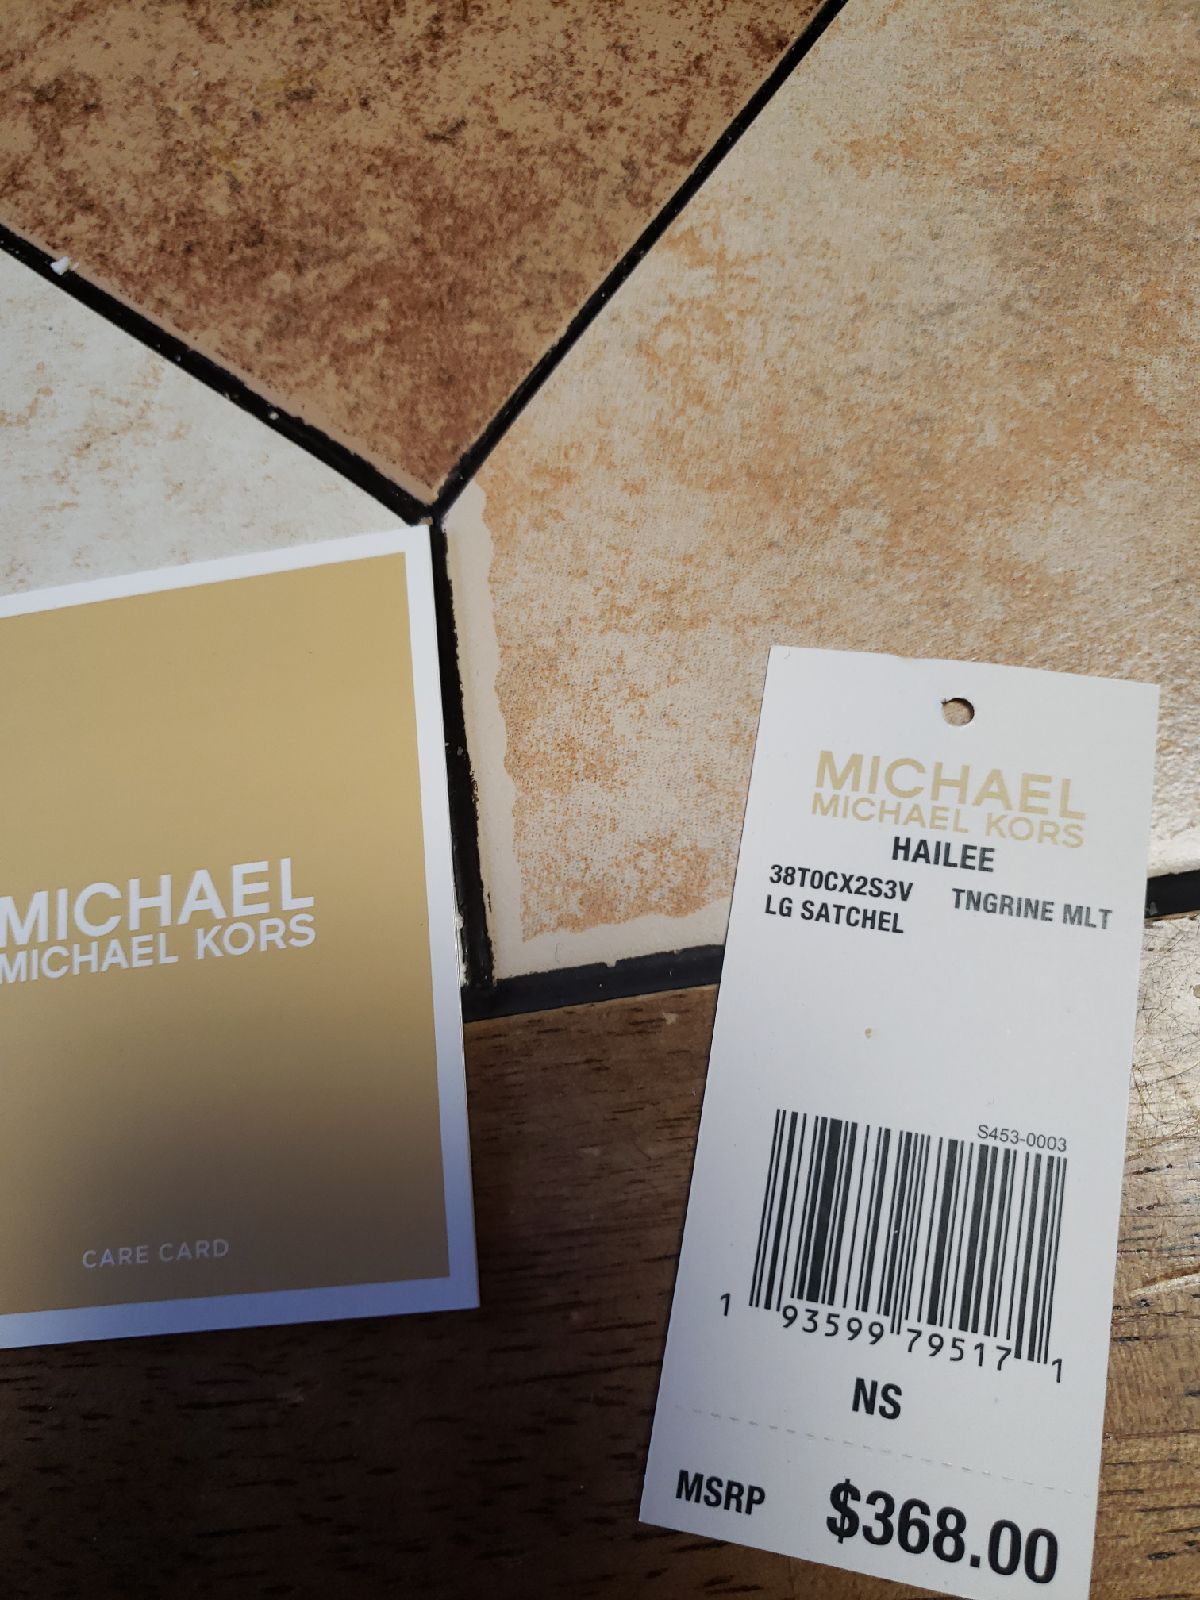 MICHAEL
MICHAEL KORS
CARE CARD
MICHAEL
MICHAEL KORS
HAILEE
38T0CX2S3V TNGRINE MLT
LG SATCHEL
S453-0003
1 93599 79517 1
NS
MSRP $368.00